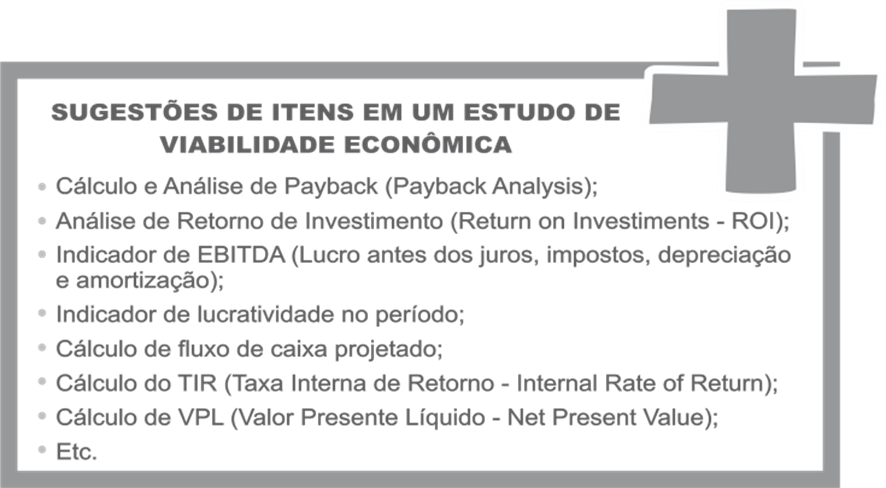 SUGESTÕES DE ITENS EM UM ESTUDO DE
VIABILIDADE ECONÔMICA
• Cálculo e Análise de Payback (Payback Analysis);
• Análise de Retorno de Investimento (Return on Investiments - ROI);
• Indicador de EBITDA (Lucro antes dos juros, impostos, depreciação
e amortização);
• Indicador de lucratividade no período;
• Cálculo de fluxo de caixa projetado;
• Cálculo do TIR (Taxa Interna de Retorno - Internal Rate of Return);
• Cálculo de VPL (Valor Presente Líquido - Net Present Value);
• Etc.